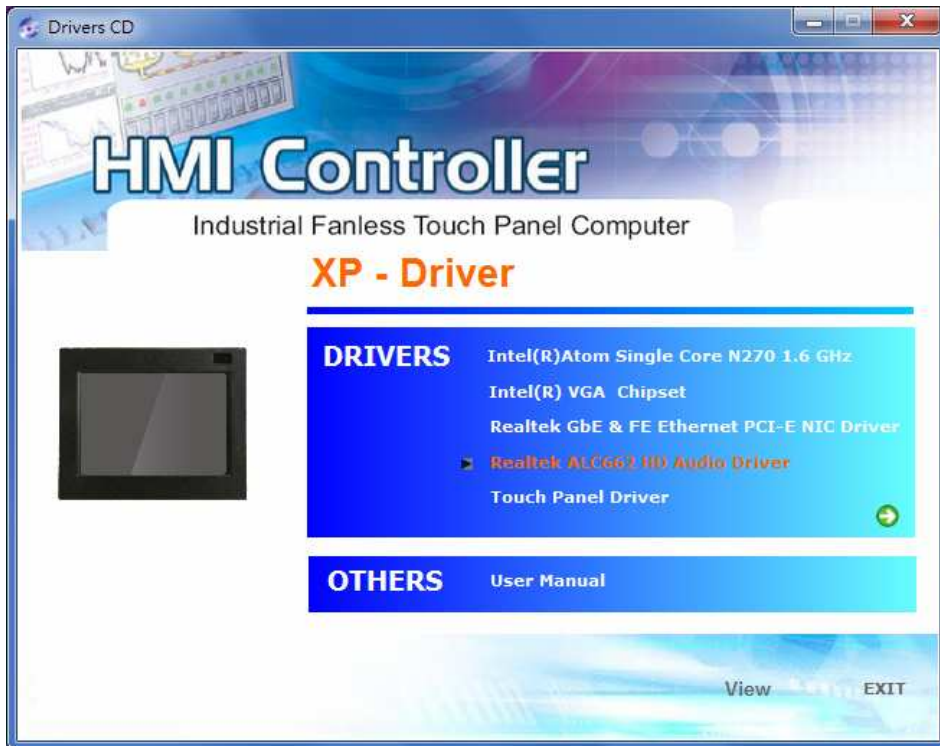 Drivers CD
HMI Controller
Industrial Fanless Touch Panel Computer
XP - Driver
DRIVERS
Intel(R)Atom Single Core N270 1.6 GHz
Intel(R) VGA Chipset
Realtek GbE & FE Ethernet PCI-E NIC Driver
Realtek ALC662 HD Audio Driver
Touch Panel Driver
OTHERS
User Manual
View
EXIT